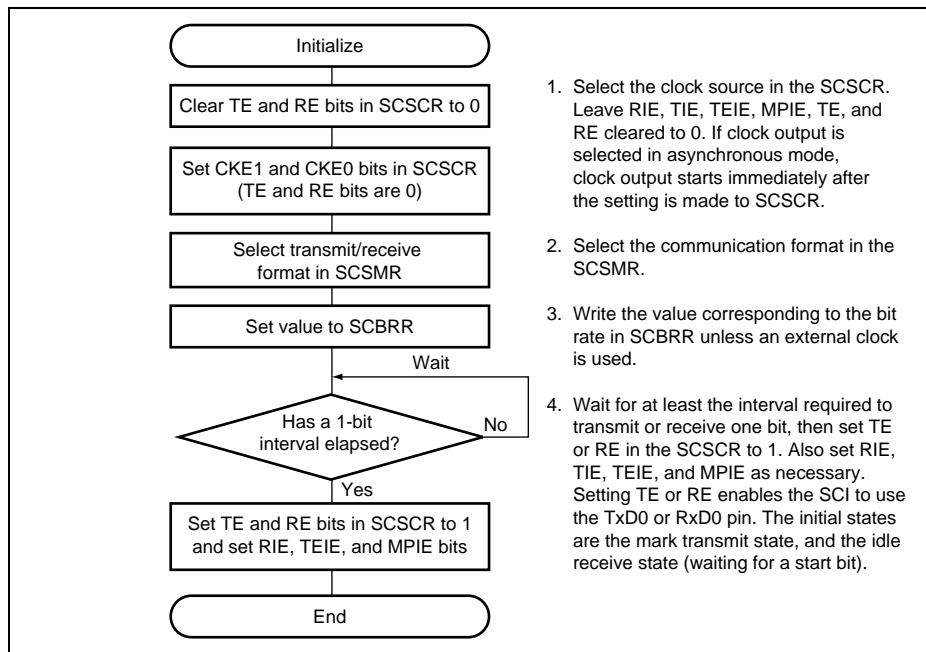 Initialize
Clear TE and RE bits in SCSCR to 0
Set CKE1 and CKE0 bits in SCSCR
(TE and RE bits are 0)
Select transmit/receive
format in SCSMR
Set value to SCBRR
Wait
Has a 1-bit
interval elapsed?
No
Yes
Set TE and RE bits in SCSCR to 1
and set RIE, TEIE, and MPIE bits
End
1. Select the clock source in the SCSCR.
Leave RIE, TIE, TEIE, MPIE, TE, and
RE cleared to 0. If clock output is
selected in asynchronous mode,
clock output starts immediately after
the setting is made to SCSCR.
2. Select the communication format in the
SCSMR.
3. Write the value corresponding to the bit
rate in SCBRR unless an external clock
is used.
4. Wait for at least the interval required to
transmit or receive one bit, then set TE
or RE in the SCSCR to 1. Also set RIE,
TIE, TEIE, and MPIE as necessary.
Setting TE or RE enables the SCI to use
the TxD0 or RxD0 pin. The initial states
are the mark transmit state, and the idle
receive state (waiting for a start bit).